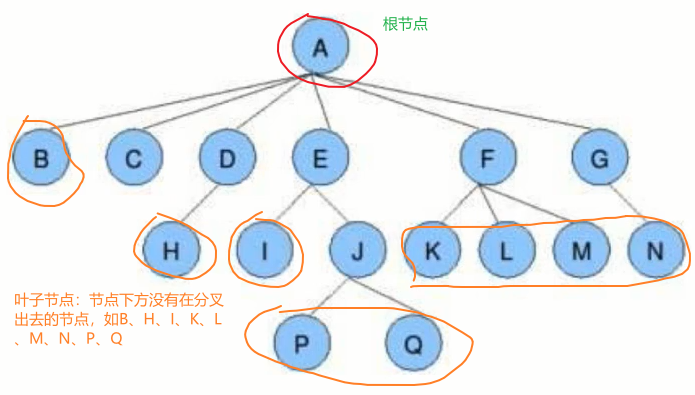 根节点
A
B C D E F G
H I J K L M N
叶子节点：节点下方没有在分叉
出去的节点，如B、H、I、K、L
、M、N、P、Q
P Q